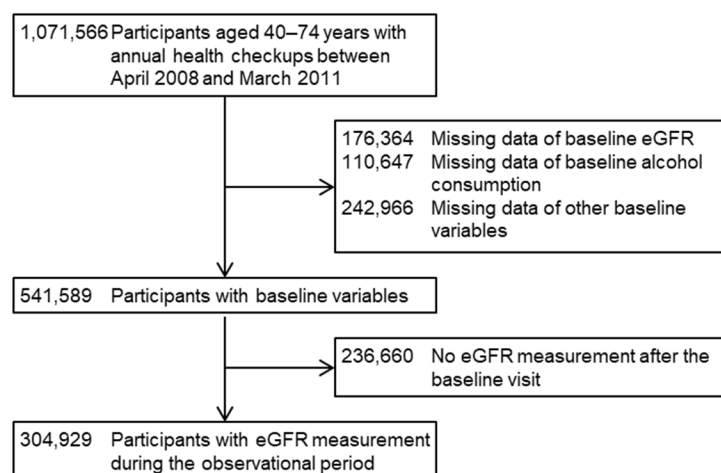 1,071,566 Participants aged 40–74 years with
annual health checkups between
April 2008 and March 2011
176,364 Missing data of baseline eGFR
110,647 Missing data of baseline alcohol
consumption
242,966 Missing data of other baseline
variables
541,589 Participants with baseline variables
236,660 No eGFR measurement after the
baseline visit
304,929 Participants with eGFR measurement
during the observational period